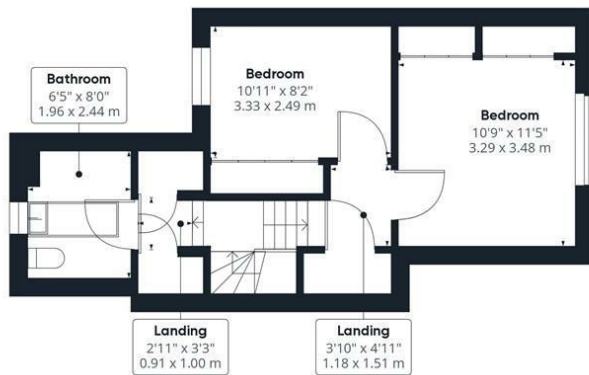 Bathroom
6'5" x 8'0"
1.96 x 2.44 m
Bedroom
10'11" x 8'2"
3.33 x 2.49 m
Bedroom
10'9" x 11'5"
3.29 x 3.48 m
Landing
2'11" x 3'3"
0.91 x 1.00 m
Landing
3'10" x 4'11"
1.18 x 1.51 m